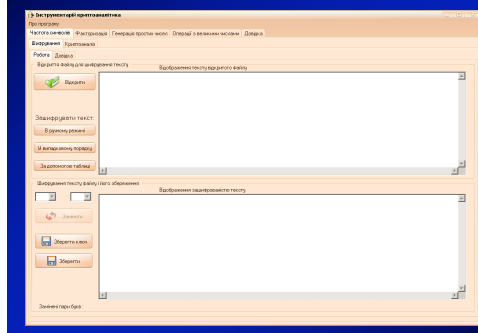 Інструментарій криптоаналітика
Про програму
Частота символів Факторизація Генерація простих чисел Операції з великими числами Довідка
Шифрування Криптоаналіз
Робота Довідка
Відкриття файлу для шифрування тексту
Відображення тексту відкритого файлу
Відкрити
Зашифрувати текст:
В ручному режимі
У випадковому порядку
За допомогою таблиці
Шифрування тексту файлу і його збереження
Відображення зашифрованого тексту
Замінити
Зберегти ключ
Зберегти
Замінені пари букв: